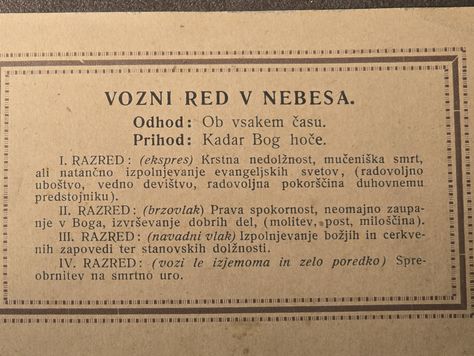 VOZNI RED V NEBESA.
Odhod: Ob vsakem času.
Prihod: Kadar Bog hoče.
I. RAZRED: (ekspres) Krstna nedolžnost, mučeniška smrt,
ali natančno izpolnjevanje evangeljskih svetov, (radovoljno
uboštvo, vedno devištvo, radovoljna pokorščina duhovnemu
predstojniku).
II. RAZRED: (brzovlak) Prava spokornost, neomajno zaupa-
nje v Boga, izvrševanje dobrih del, (molitev, post, miloščina).
III. RAZRED: (navadni vlak) Izpolnjevanje božjih in cerkve-
nih zapovedi ter stanovskih dolžnosti.
IV. RAZRED: (vozi le izjemoma in zelo poredko) Spre-
obrnitev na smrtno uro.